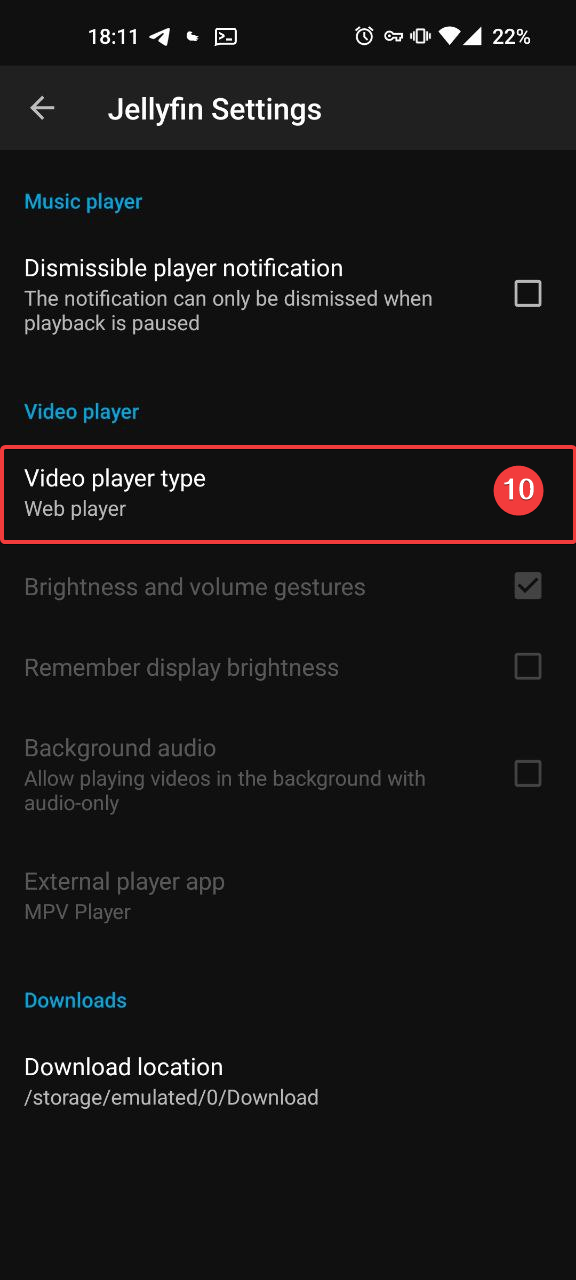 18:11
22%
Jellyfin Settings
Music player
Dismissible player notification
The notification can only be dismissed when
playback is paused
Video player
Video player type
10
Web player
Brightness and volume gestures
Remember display brightness
Background audio
Allow playing videos in the background with
audio-only
External player app
MPV Player
Downloads
Download location
/storage/emulated/0/Download